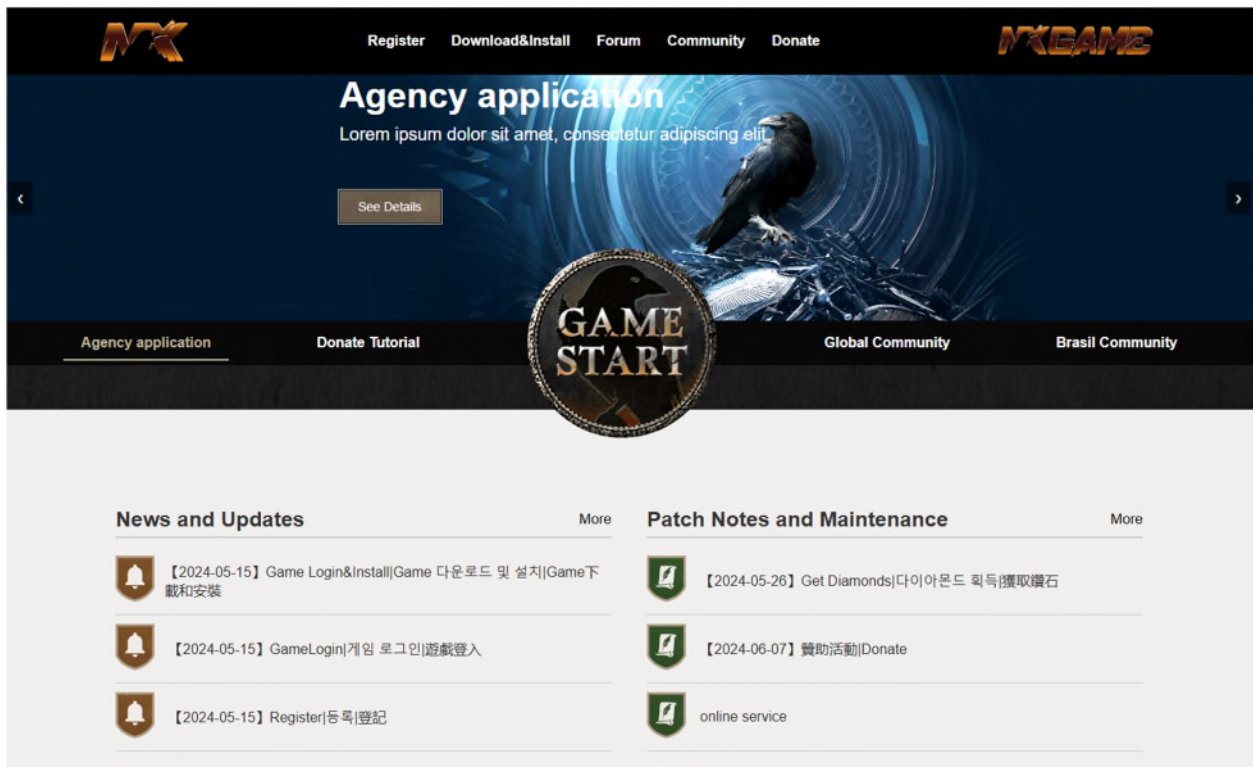 NX
Register Download&Install Forum Community Donate
NXGAME
Agency application
Lorem ipsum dolor sit amet, consectetur adipiscing elit.
‹
›
See Details
GAME
START
Agency application
Donate Tutorial
Global Community
Brasil Community
News and Updates
More
【2024-05-15】Game Login&Install|Game 다운로드 및 설치|Game下
載和安裝
【2024-05-15】GameLogin|게임 로그인|遊戲登入
【2024-05-15】Register|등록|登記
Patch Notes and Maintenance
More
【2024-05-26】Get Diamonds|다이아몬드 획득|獲取鑽石
【2024-06-07】贊助活動|Donate
online service